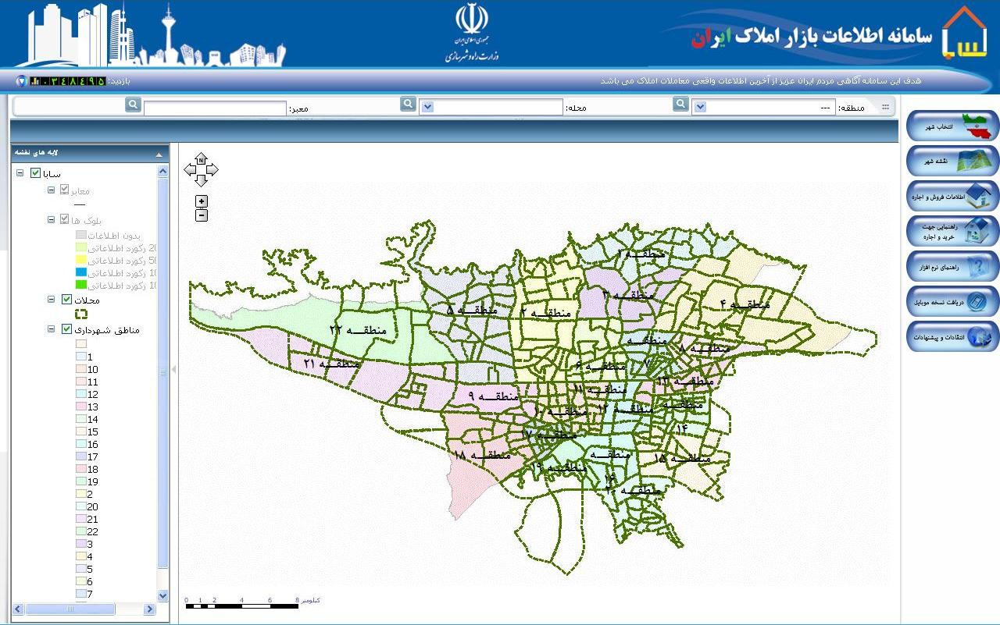 سامانه اطلاعات بازار املاک ایران
جمهوری اسلامی ایران
وزارت راه و شهرسازی
هدف این سامانه آگاهی مردم ایران عزیز از آخرین اطلاعات واقعی معاملات املاک می باشد
بازدید: ۰۳۴۸۴۹۵
منطقه: ---
محله:
معبر:
انتخاب شهر
نقشه شهر
اطلاعات فروش و اجاره
راهنمایی جهت
خرید و اجاره
راهنمای نرم افزار
دریافت نسخه موبایل
انتقادات و پیشنهادات
لایه های نقشه
سابا
معابر
بلوک ها
بدون اطلاعات
رکورد اطلاعاتی
رکورد اطلاعاتی
رکورد اطلاعاتی
رکورد اطلاعاتی
محلات
مناطق شهرداری
1
10
11
12
13
14
15
16
17
18
19
2
20
21
22
3
4
5
6
7
N
منطقه ۱
منطقه ۳
منطقه ۴
منطقه ۵
منطقه ۲
منطقه ۲۲
منطقه
۷
منطقه ۸
منطقه ۲۱
منطقه ۶
منطقه ۱۳
منطقه ۹
منطقه ۱۱
منطقه ۱۰
منطقه ۱۲
منطقه
۱۴
منطقه ۱۷
منطقه ۱۸
منطقه
۱۶
منطقه ۱۵
منطقه ۱۹
منطقه ۲۰
0 1 2 4 6 8 کیلومتر